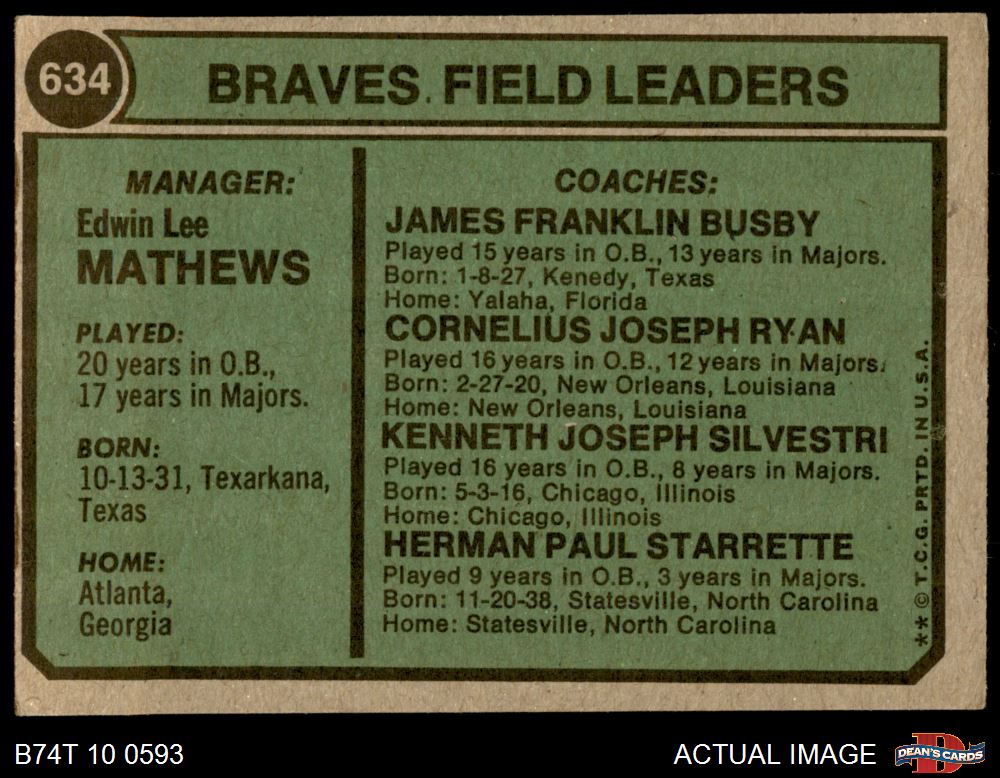 634
BRAVES FIELD LEADERS
MANAGER:
Edwin Lee
MATHEWS
PLAYED:
20 years in O.B.,
17 years in Majors.
BORN:
10-13-31, Texarkana,
Texas
HOME:
Atlanta,
Georgia
COACHES:
JAMES FRANKLIN BUSBY
Played 15 years in O.B., 13 years in Majors.
Born: 1-8-27, Kenedy, Texas
Home: Yalaha, Florida
CORNELIUS JOSEPH RYAN
Played 16 years in O.B., 12 years in Majors.
Born: 2-27-20, New Orleans, Louisiana
Home: New Orleans, Louisiana
KENNETH JOSEPH SILVESTRI
Played 16 years in O.B., 8 years in Majors.
Born: 5-3-16, Chicago, Illinois
Home: Chicago, Illinois
HERMAN PAUL STARRETTE
Played 9 years in O.B., 3 years in Majors.
Born: 11-20-38, Statesville, North Carolina
Home: Statesville, North Carolina
** © T.C.G. PRTD. IN U.S.A.
B74T 10 0593
ACTUAL IMAGE
DEAN'S CARDS